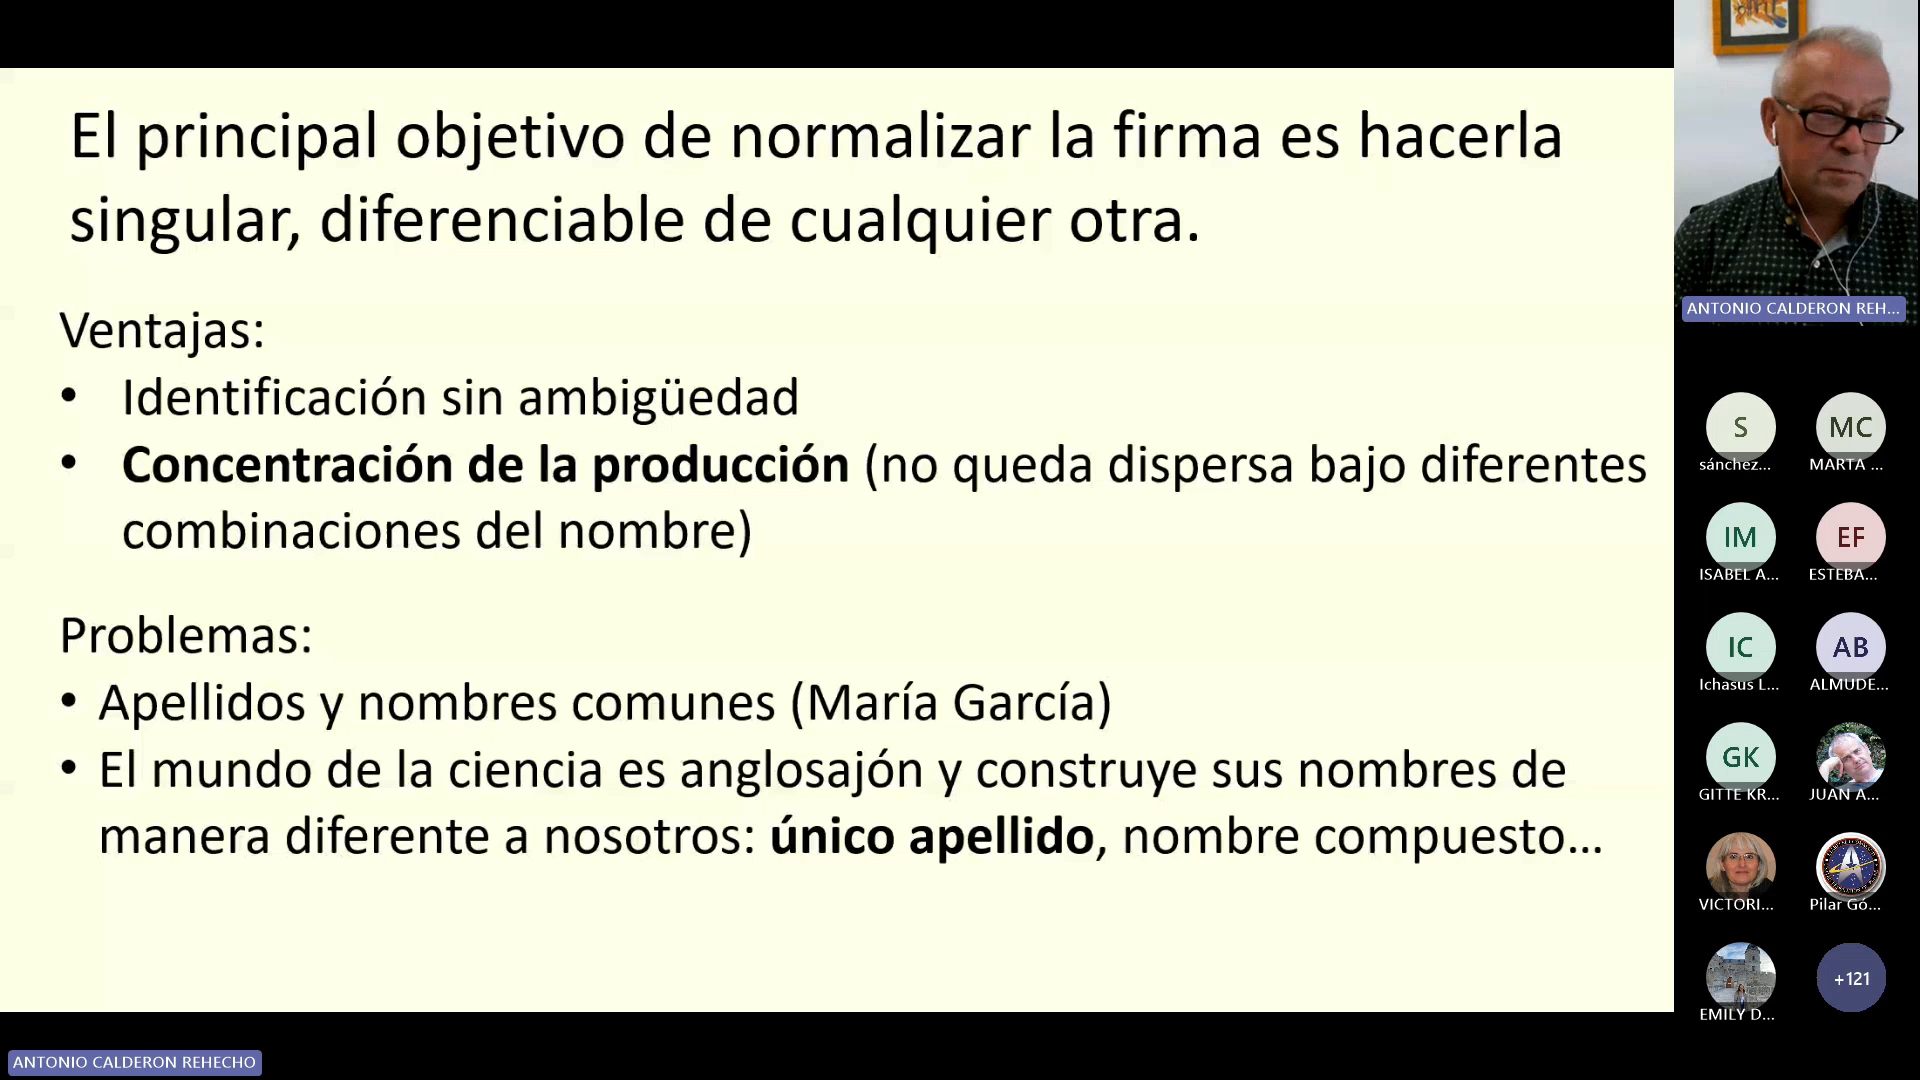 El principal objetivo de normalizar la firma es hacerla
singular, diferenciable de cualquier otra.
Ventajas:
• Identificación sin ambigüedad
• Concentración de la producción (no queda dispersa bajo diferentes
combinaciones del nombre)
Problemas:
• Apellidos y nombres comunes (María García)
• El mundo de la ciencia es anglosajón y construye sus nombres de
manera diferente a nosotros: único apellido, nombre compuesto...
ANTONIO CALDERON REHECHO
ANTONIO CALDERON REH...
S
sánchez...
MC
MARTA ...
IM
ISABEL A...
EF
ESTEBA...
IC
Ichasus L...
AB
ALMUDE...
GK
GITTE KR...
JUAN A...
VICTORI...
Pilar Gó...
EMILY D...
+121